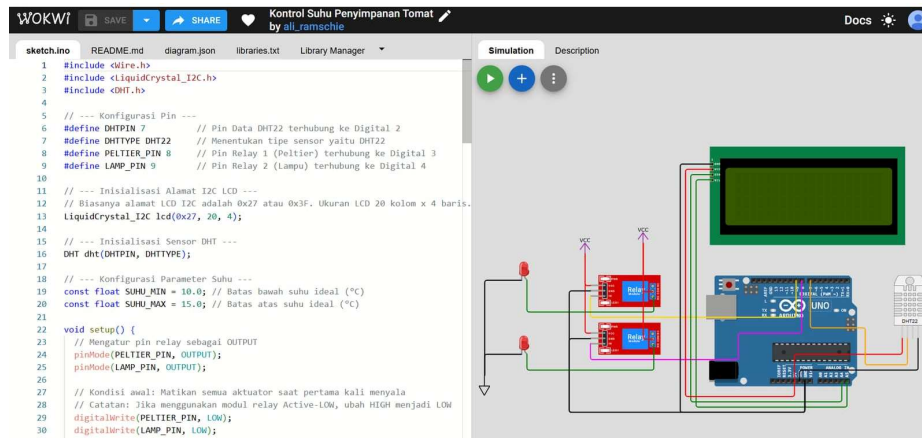 WOKWI SAVE SHARE Kontrol Suhu Penyimpanan Tomat Docs
by ali_ramschie
sketch.ino README.md diagram.json libraries.txt Library Manager Simulation Description
1 #include <Wire.h>
2 #include <LiquidCrystal_I2C.h>
3 #include <DHT.h>
4
5 // --- Konfigurasi Pin ---
6 #define DHTPIN 7 // Pin Data DHT22 terhubung ke Digital 2
7 #define DHTTYPE DHT22 // Menentukan tipe sensor yaitu DHT22
8 #define PELTIER_PIN 8 // Pin Relay 1 (Peltier) terhubung ke Digital 3
9 #define LAMP_PIN 9 // Pin Relay 2 (Lampu) terhubung ke Digital 4
10
11 // --- Inisialisasi Alamat I2C LCD ---
12 // Biasanya alamat LCD I2C adalah 0x27 atau 0x3F. Ukuran LCD 20 kolom x 4 baris.
13 LiquidCrystal_I2C lcd(0x27, 20, 4);
14
15 // --- Inisialisasi Sensor DHT ---
16 DHT dht(DHTPIN, DHTTYPE);
17
18 // --- Konfigurasi Parameter Suhu ---
19 const float SUHU_MIN = 10.0; // Batas bawah suhu ideal (°C)
20 const float SUHU_MAX = 15.0; // Batas atas suhu ideal (°C)
21
22 void setup() {
23 // Mengatur pin relay sebagai OUTPUT
24 pinMode(PELTIER_PIN, OUTPUT);
25 pinMode(LAMP_PIN, OUTPUT);
26
27 // Kondisi awal: Matikan semua aktuator saat pertama kali menyala
28 // Catatan: Jika menggunakan modul relay Active-LOW, ubah HIGH menjadi LOW
29 digitalWrite(PELTIER_PIN, LOW);
30 digitalWrite(LAMP_PIN, LOW);
VCC
VCC
Relay
Relay
UNO
ARDUINO
DHT22